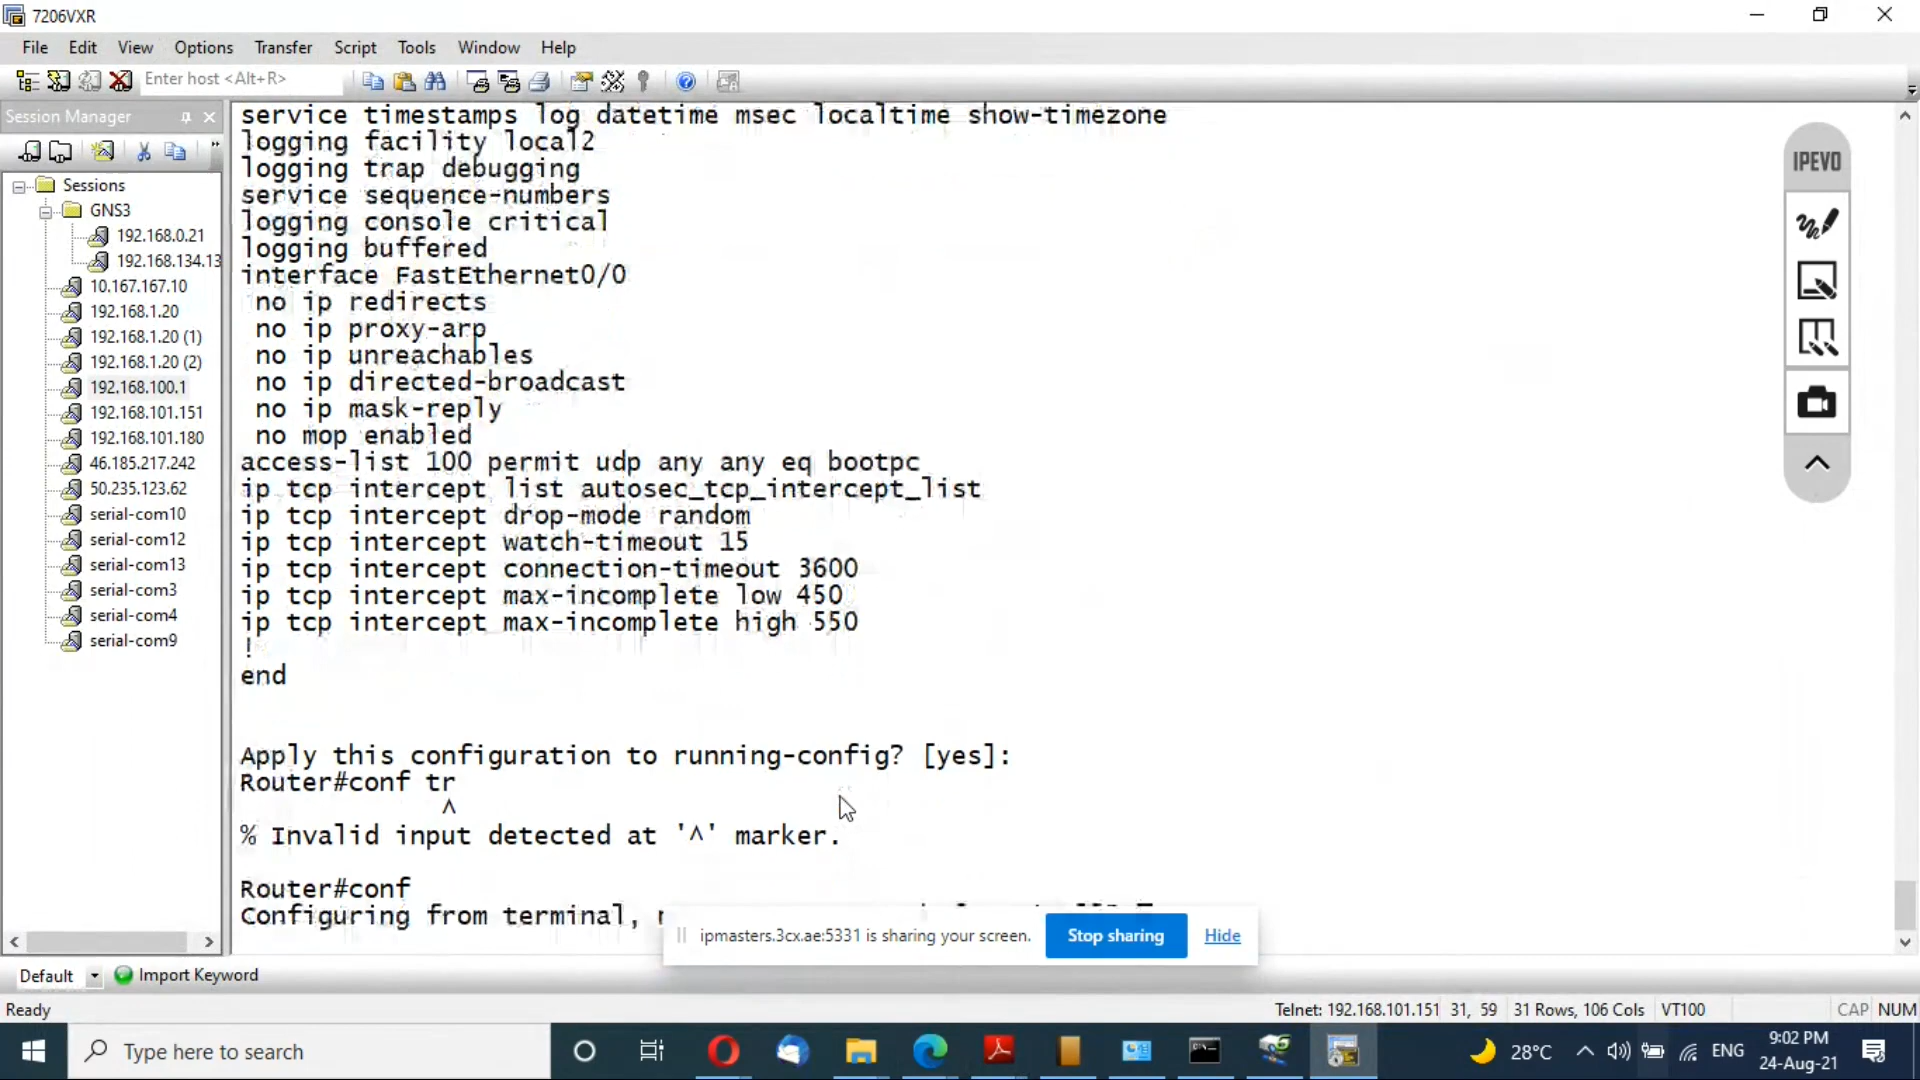 7206VXR
File Edit View Options Transfer Script Tools Window Help
Enter host <Alt+R>
Session Manager
Sessions
GNS3
192.168.0.21
192.168.134.13
10.167.167.10
192.168.1.20
192.168.1.20 (1)
192.168.1.20 (2)
192.168.100.1
192.168.101.151
192.168.101.180
46.185.217.242
50.235.123.62
serial-com10
serial-com12
serial-com13
serial-com3
serial-com4
serial-com9
service timestamps log datetime msec localtime show-timezone
logging facility local2
logging trap debugging
service sequence-numbers
logging console critical
logging buffered
interface FastEthernet0/0
no ip redirects
no ip proxy-arp
no ip unreachables
no ip directed-broadcast
no ip mask-reply
no mop enabled
access-list 100 permit udp any any eq bootpc
ip tcp intercept list autosec_tcp_intercept_list
ip tcp intercept drop-mode random
ip tcp intercept watch-timeout 15
ip tcp intercept connection-timeout 3600
ip tcp intercept max-incomplete low 450
ip tcp intercept max-incomplete high 550
!
end
Apply this configuration to running-config? [yes]:
Router#conf tr
^
% Invalid input detected at '^' marker.
Router#conf
Configuring from terminal,
IPEVO
ipmasters.3cx.ae:5331 is sharing your screen. Stop sharing Hide
Default Import Keyword
Ready Telnet: 192.168.101.151 31, 59 31 Rows, 106 Cols VT100 CAP NUM
Type here to search
28°C ENG 9:02 PM
24-Aug-21